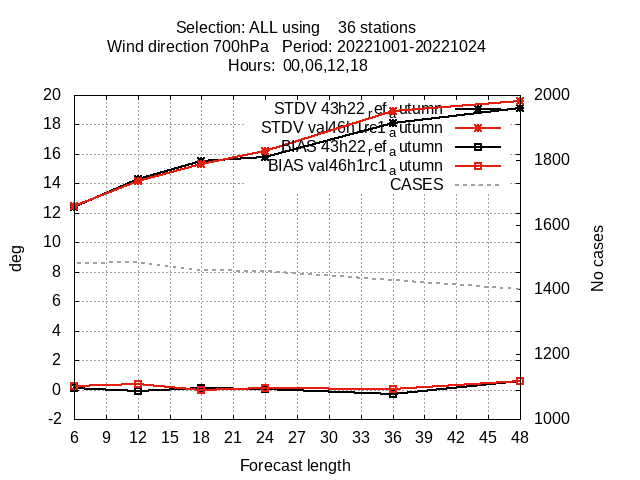 Selection: ALL using 36 stations
Wind direction 700hPa Period: 20221001-20221024
Hours: 00,06,12,18
20 2000
18
16 1800
14
12 1600
10
8 1400
6
4 1200
2
0
-2 1000
STDV 43h22_ref_autumn
STDV val46h1rc1_autumn
BIAS 43h22_ref_autumn
BIAS val46h1rc1_autumn
CASES
deg
No cases
6 9 12 15 18 21 24 27 30 33 36 39 42 45 48
Forecast length